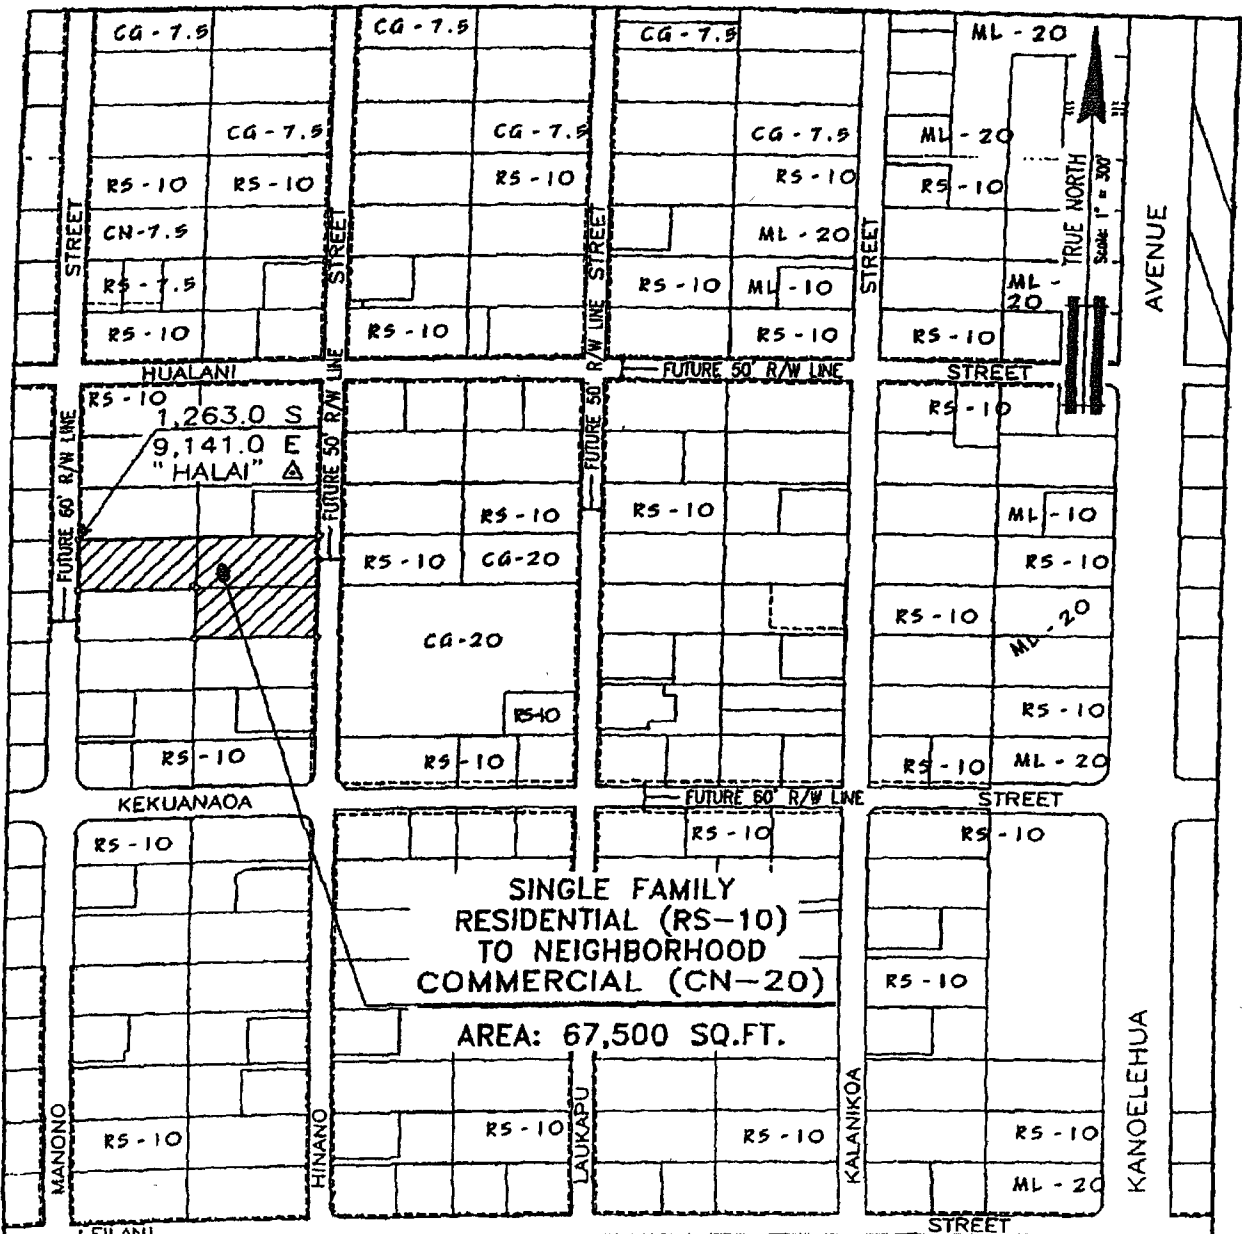 CG - 7.5
CG - 7.5
CG - 7.5
ML - 20
CG - 7.5
CG - 7.5
CG - 7.5
ML - 20
RS - 10
RS - 10
RS - 10
RS - 10
RS - 10
TRUE NORTH
Scale: 1" = 300'
STREET
STREET
STREET
STREET
AVENUE
CN-7.5
ML - 20
RS - 7.5
RS - 10
ML - 10
ML -
20
RS - 10
RS - 10
RS - 10
RS - 10
HUALANI
FUTURE 50' R/W LINE
STREET
FUTURE 60' R/W LINE
FUTURE 50' R/W LINE
FUTURE 50' R/W LINE
RS - 10
1,263.0 S
9,141.0 E
"HALAI"
RS - 10
RS - 10
RS - 10
ML - 10
RS - 10
CG-20
RS - 10
RS - 10
ML - 20
CG-20
RS-10
RS - 10
RS - 10
RS - 10
RS - 10
ML - 20
KEKUANAOA
FUTURE 60' R/W LINE
STREET
RS - 10
RS - 10
RS - 10
SINGLE FAMILY
RESIDENTIAL (RS-10)
TO NEIGHBORHOOD
COMMERCIAL (CN-20)
AREA: 67,500 SQ.FT.
RS - 10
MANONO
HINANO
LAUKAPU
KALANIKOA
KANOELEHUA
RS - 10
RS - 10
RS - 10
RS - 10
ML - 20
LEILANI
STREET